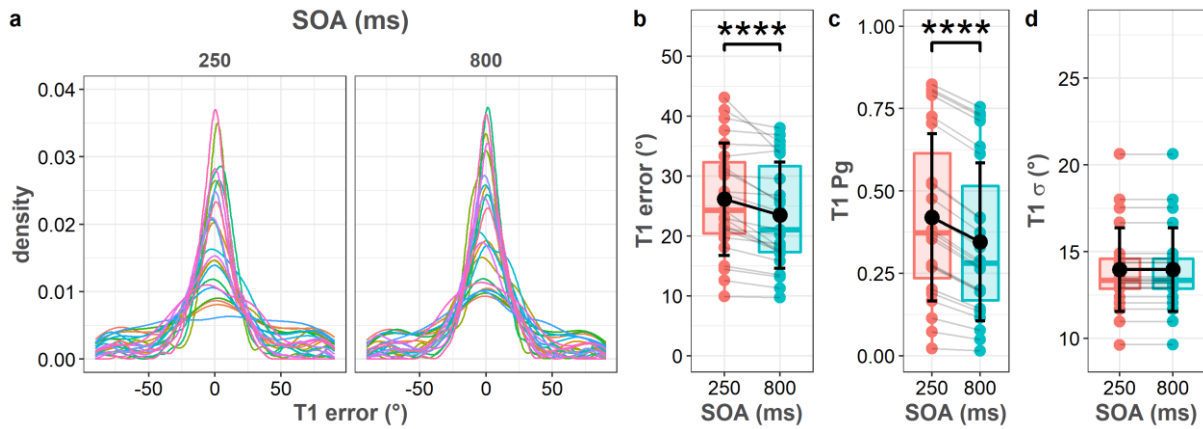 a
SOA (ms)
250 800
density
0.04
0.03
0.02
0.01
0.00
-50 0 50 -50 0 50
T1 error (°)
b
****
T1 error (°)
50
40
30
20
10
0
250 800
SOA (ms)
c
****
T1 Pg
1.00
0.75
0.50
0.25
0.00
250 800
SOA (ms)
d
T1 σ (°)
25
20
15
10
250 800
SOA (ms)